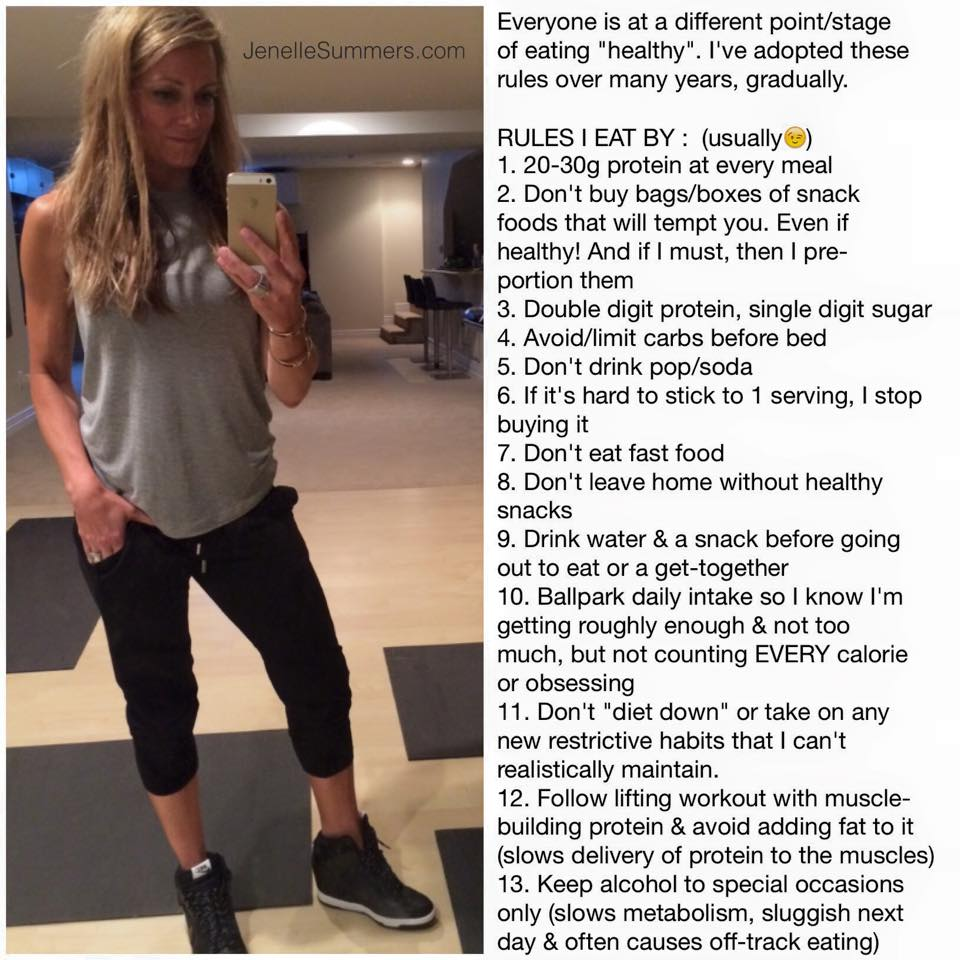 JenelleSummers.com
Everyone is at a different point/stage
of eating "healthy". I've adopted these
rules over many years, gradually.
RULES I EAT BY : (usually😉)
1. 20-30g protein at every meal
2. Don't buy bags/boxes of snack
foods that will tempt you. Even if
healthy! And if I must, then I pre-
portion them
3. Double digit protein, single digit sugar
4. Avoid/limit carbs before bed
5. Don't drink pop/soda
6. If it's hard to stick to 1 serving, I stop
buying it
7. Don't eat fast food
8. Don't leave home without healthy
snacks
9. Drink water & a snack before going
out to eat or a get-together
10. Ballpark daily intake so I know I'm
getting roughly enough & not too
much, but not counting EVERY calorie
or obsessing
11. Don't "diet down" or take on any
new restrictive habits that I can't
realistically maintain.
12. Follow lifting workout with muscle-
building protein & avoid adding fat to it
(slows delivery of protein to the muscles)
13. Keep alcohol to special occasions
only (slows metabolism, sluggish next
day & often causes off-track eating)